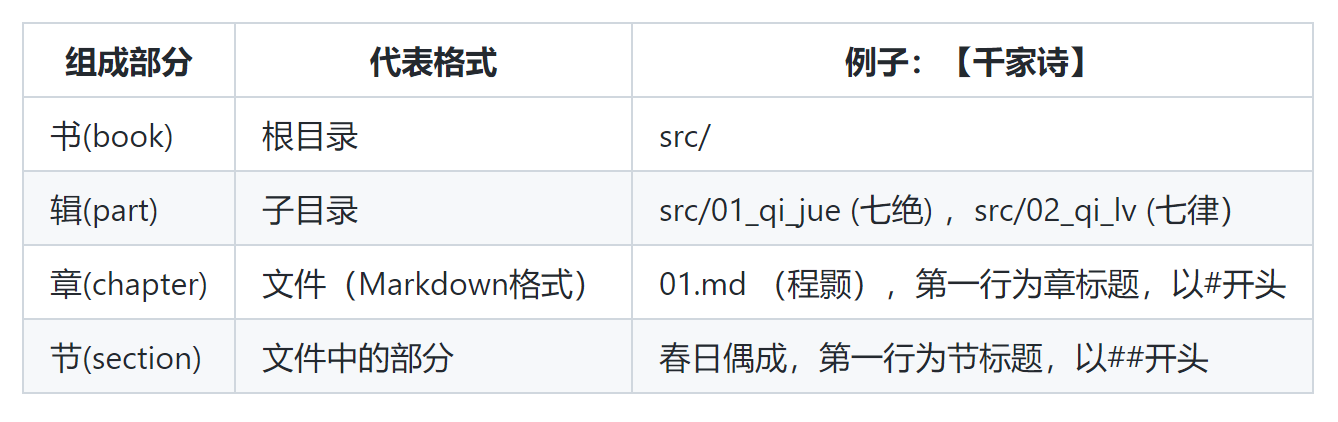 组成部分 代表格式 例子：【千家诗】
书(book) 根目录 src/
辑(part) 子目录 src/01_qi_jue (七绝) ，src/02_qi_lv (七律）
章(chapter) 文件（Markdown格式） 01.md （程颢），第一行为章标题，以#开头
节(section) 文件中的部分 春日偶成，第一行为节标题，以##开头